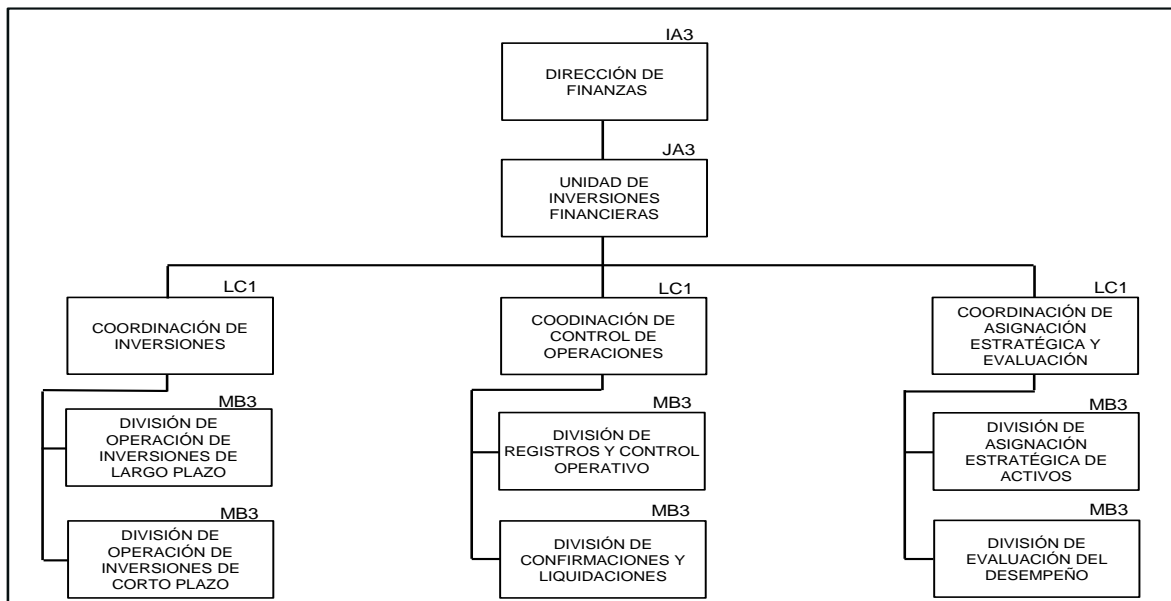 IA3
DIRECCIÓN DE
FINANZAS
JA3
UNIDAD DE
INVERSIONES
FINANCIERAS
LC1
COORDINACIÓN DE
INVERSIONES
LC1
COODINACIÓN DE
CONTROL DE
OPERACIONES
LC1
COORDINACIÓN DE
ASIGNACIÓN
ESTRATÉGICA Y
EVALUACIÓN
MB3
DIVISIÓN DE
OPERACIÓN DE
INVERSIONES DE
LARGO PLAZO
MB3
DIVISIÓN DE
REGISTROS Y CONTROL
OPERATIVO
MB3
DIVISIÓN DE
ASIGNACIÓN
ESTRATÉGICA DE
ACTIVOS
MB3
DIVISIÓN DE
OPERACIÓN DE
INVERSIONES DE
CORTO PLAZO
MB3
DIVISIÓN DE
CONFIRMACIONES Y
LIQUIDACIONES
MB3
DIVISIÓN DE
EVALUACIÓN DEL
DESEMPEÑO